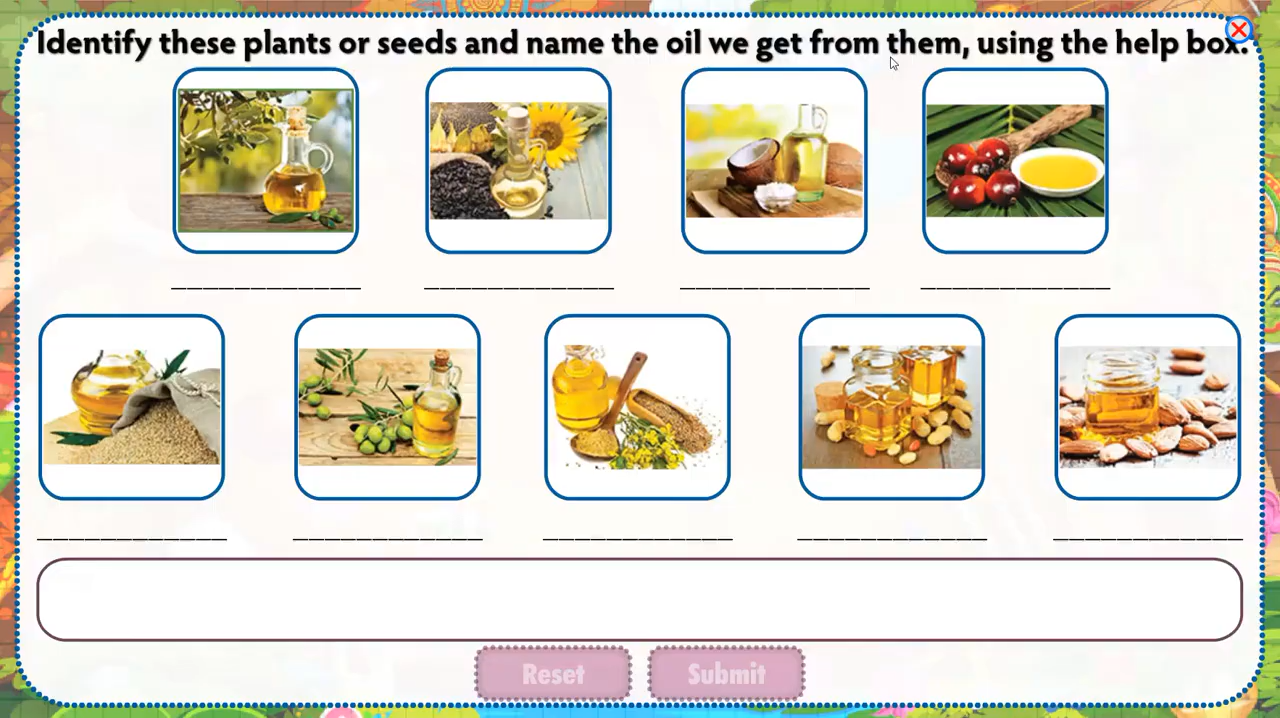 Identify these plants or seeds and name the oil we get from them, using the help box.
Reset
Submit